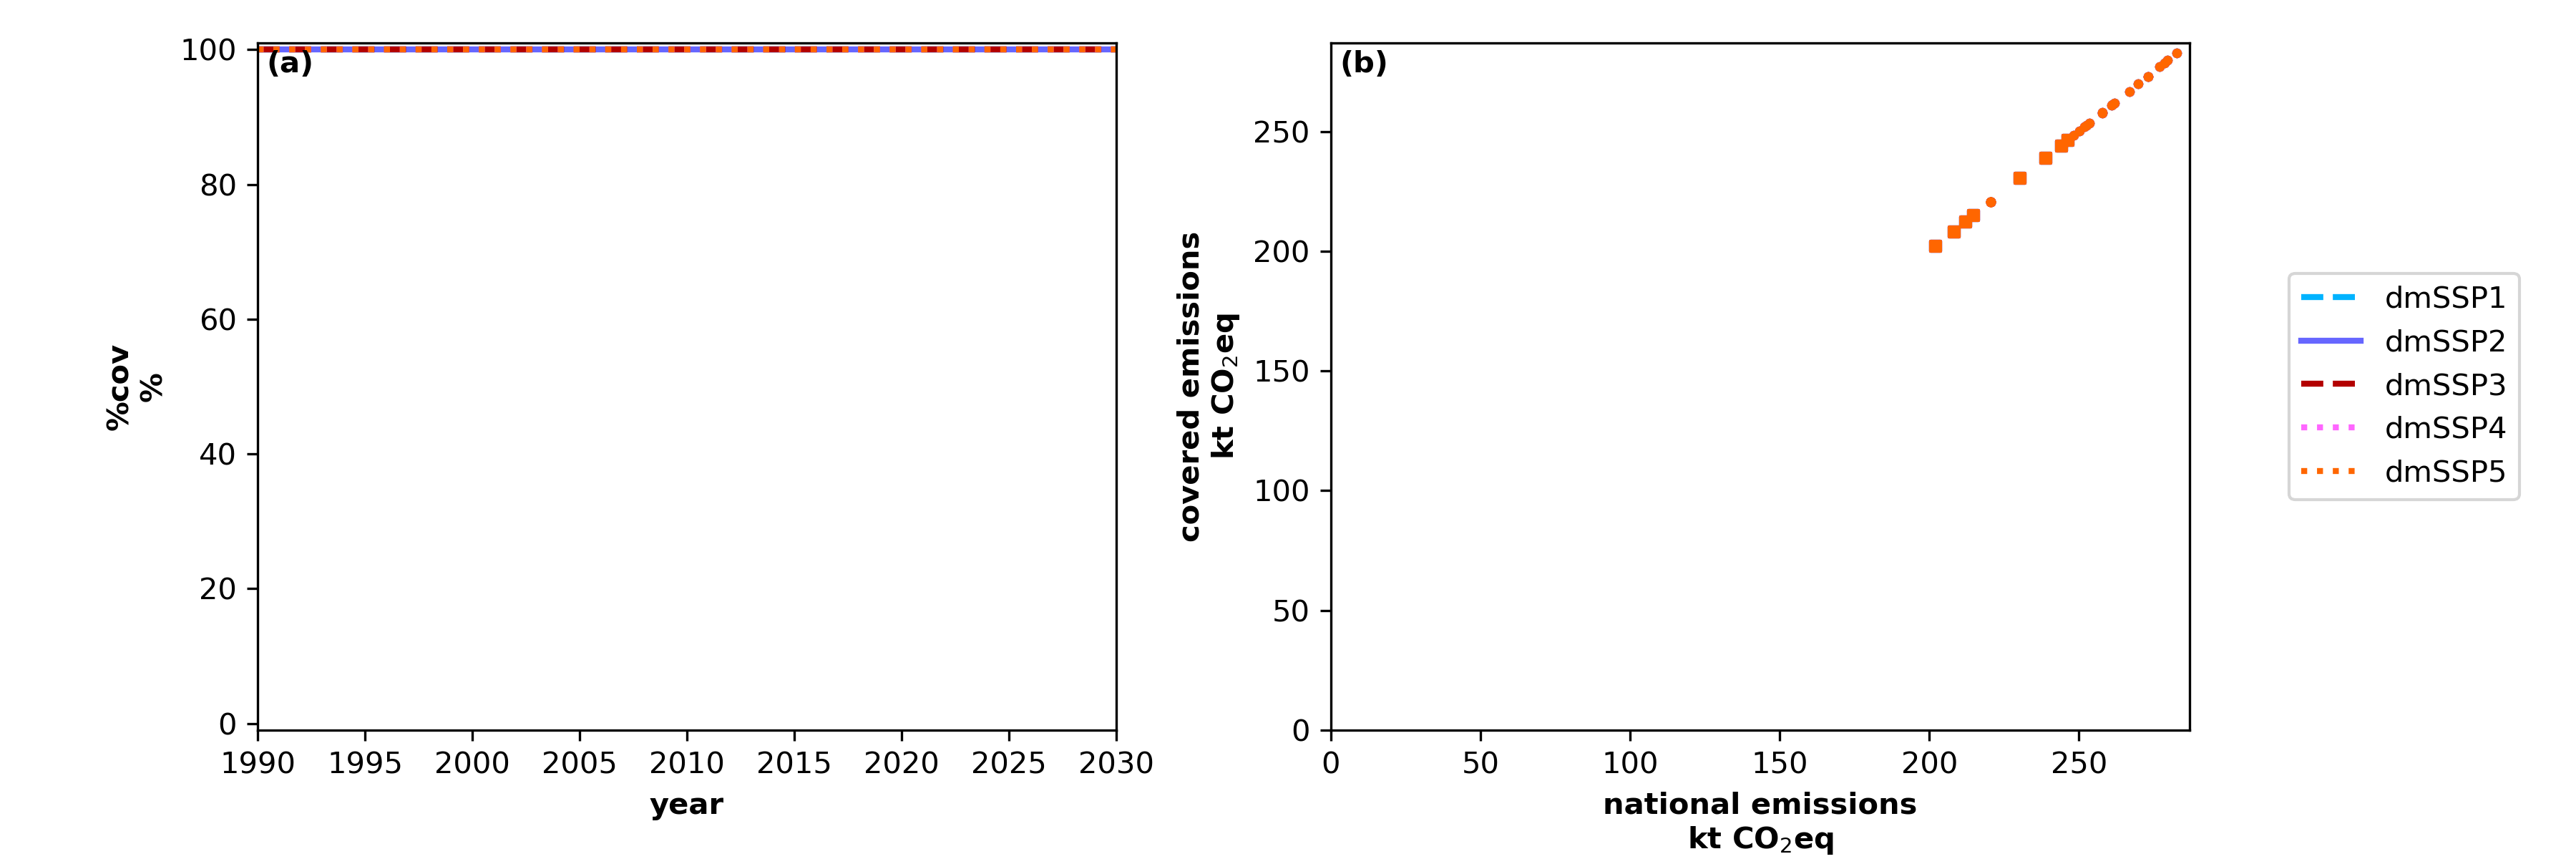 (a)
100
80
60
40
20
0
%cov
%
1990 1995 2000 2005 2010 2015 2020 2025 2030
year
(b)
250
200
150
100
50
0
covered emissions
kt CO₂eq
0 50 100 150 200 250
national emissions
kt CO₂eq
dmSSP1
dmSSP2
dmSSP3
dmSSP4
dmSSP5